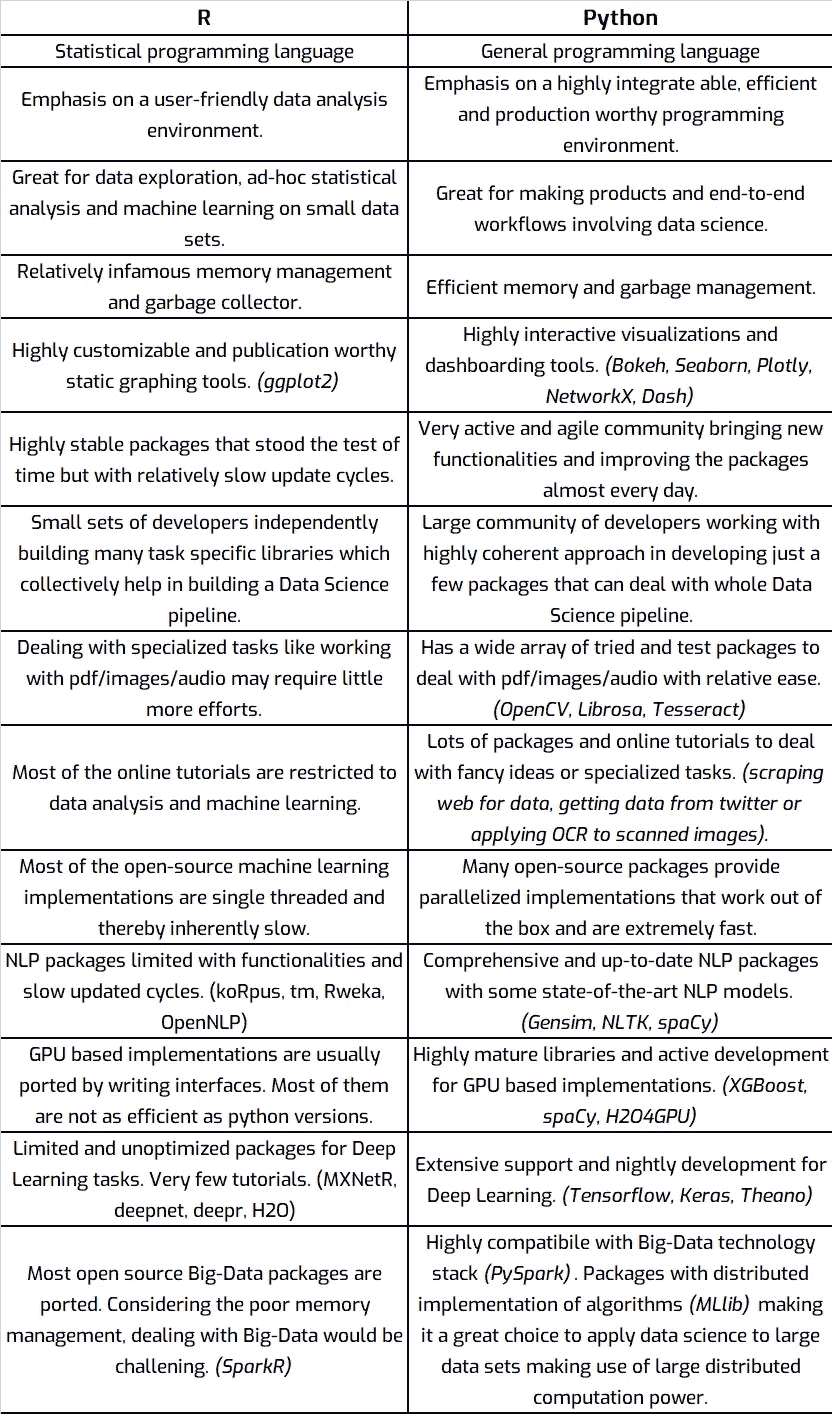 R
Python
Statistical programming language
General programming language
Emphasis on a user-friendly data analysis
environment.
Emphasis on a highly integrate able, efficient
and production worthy programming
environment.
Great for data exploration, ad-hoc statistical
analysis and machine learning on small data
sets.
Great for making products and end-to-end
workflows involving data science.
Relatively infamous memory management
and garbage collector.
Efficient memory and garbage management.
Highly customizable and publication worthy
static graphing tools. (ggplot2)
Highly interactive visualizations and
dashboarding tools. (Bokeh, Seaborn, Plotly,
NetworkX, Dash)
Highly stable packages that stood the test of
time but with relatively slow update cycles.
Very active and agile community bringing new
functionalities and improving the packages
almost every day.
Small sets of developers independently
building many task specific libraries which
collectively help in building a Data Science
pipeline.
Large community of developers working with
highly coherent approach in developing just a
few packages that can deal with whole Data
Science pipeline.
Dealing with specialized tasks like working
with pdf/images/audio may require little
more efforts.
Has a wide array of tried and test packages to
deal with pdf/images/audio with relative ease.
(OpenCV, Librosa, Tesseract)
Most of the online tutorials are restricted to
data analysis and machine learning.
Lots of packages and online tutorials to deal
with fancy ideas or specialized tasks. (scraping
web for data, getting data from twitter or
applying OCR to scanned images).
Most of the open-source machine learning
implementations are single threaded and
thereby inherently slow.
Many open-source packages provide
parallelized implementations that work out of
the box and are extremely fast.
NLP packages limited with functionalities and
slow updated cycles. (koRpus, tm, Rweka,
OpenNLP)
Comprehensive and up-to-date NLP packages
with some state-of-the-art NLP models.
(Gensim, NLTK, spaCy)
GPU based implementations are usually
ported by writing interfaces. Most of them
are not as efficient as python versions.
Highly mature libraries and active development
for GPU based implementations. (XGBoost,
spaCy, H2O4GPU)
Limited and unoptimized packages for Deep
Learning tasks. Very few tutorials. (MXNetR,
deepnet, deepr, H2O)
Extensive support and nightly development for
Deep Learning. (Tensorflow, Keras, Theano)
Most open source Big-Data packages are
ported. Considering the poor memory
management, dealing with Big-Data would be
challening. (SparkR)
Highly compatibile with Big-Data technology
stack (PySpark). Packages with distributed
implementation of algorithms (MLlib) making
it a great choice to apply data science to large
data sets making use of large distributed
computation power.